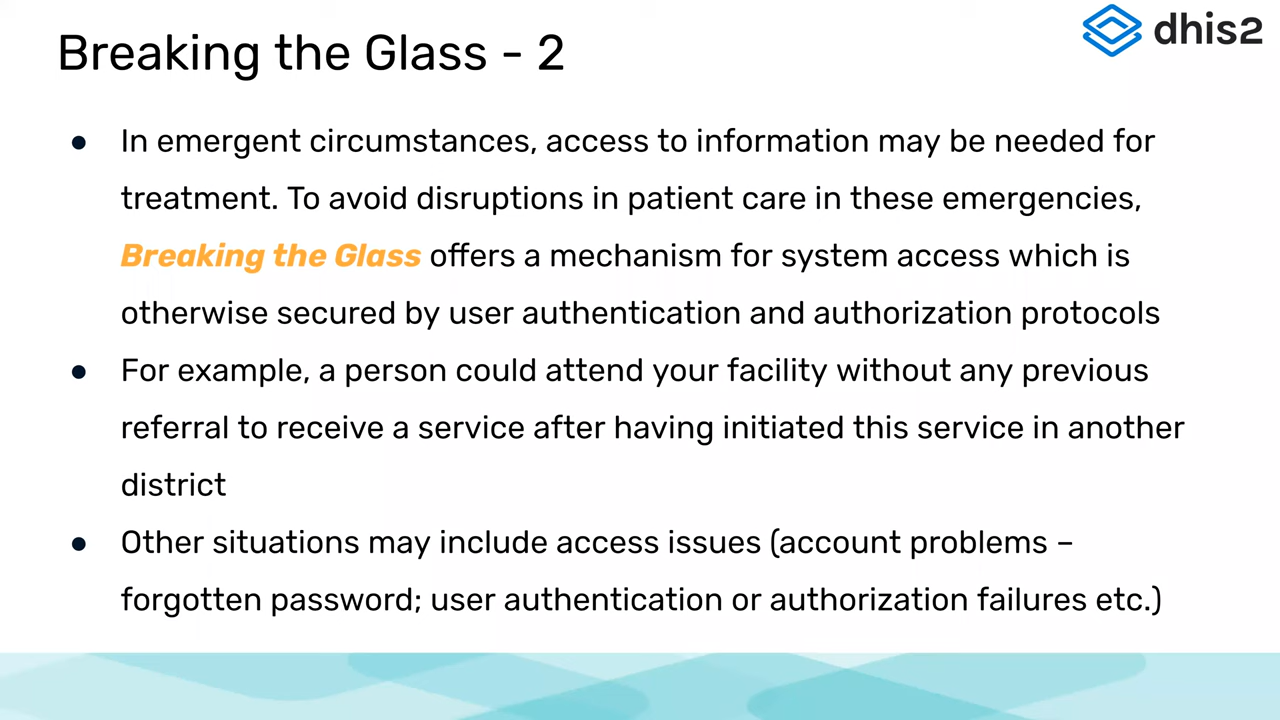 Breaking the Glass - 2
dhis2
● In emergent circumstances, access to information may be needed for
treatment. To avoid disruptions in patient care in these emergencies,
Breaking the Glass offers a mechanism for system access which is
otherwise secured by user authentication and authorization protocols
● For example, a person could attend your facility without any previous
referral to receive a service after having initiated this service in another
district
● Other situations may include access issues (account problems –
forgotten password; user authentication or authorization failures etc.)